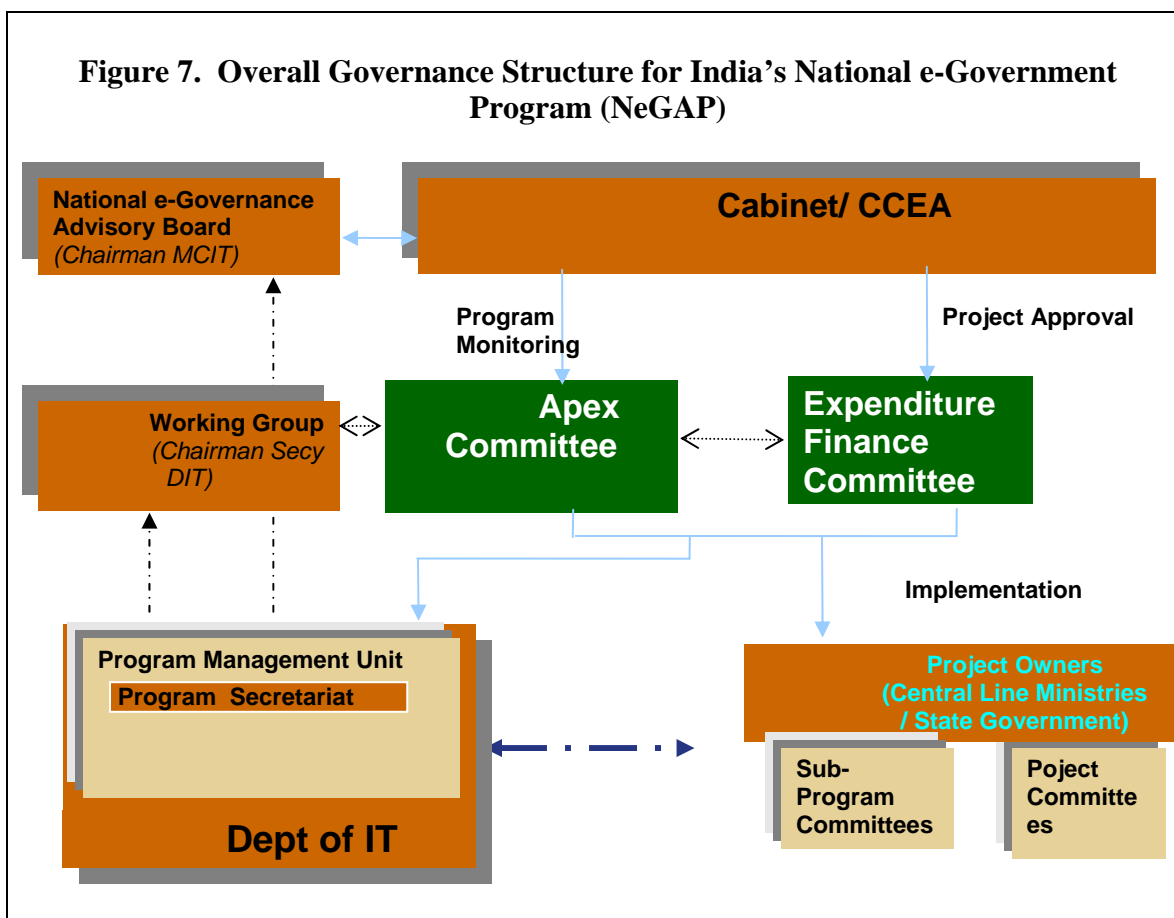 Figure 7. Overall Governance Structure for India's National e-Government
Program (NeGAP)
National e-Governance
Advisory Board
(Chairman MCIT)
Cabinet/ CCEA
Program
Monitoring
Project Approval
Working Group
(Chairman Secy
DIT)
Apex
Committee
Expenditure
Finance
Committee
Implementation
Program Management Unit
Program Secretariat
Dept of IT
Project Owners
(Central Line Ministries
/ State Government)
Sub-
Program
Committees
Poject
Committe
es